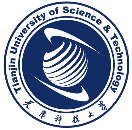 Tianjin University of Science & Technology
天津科技大学